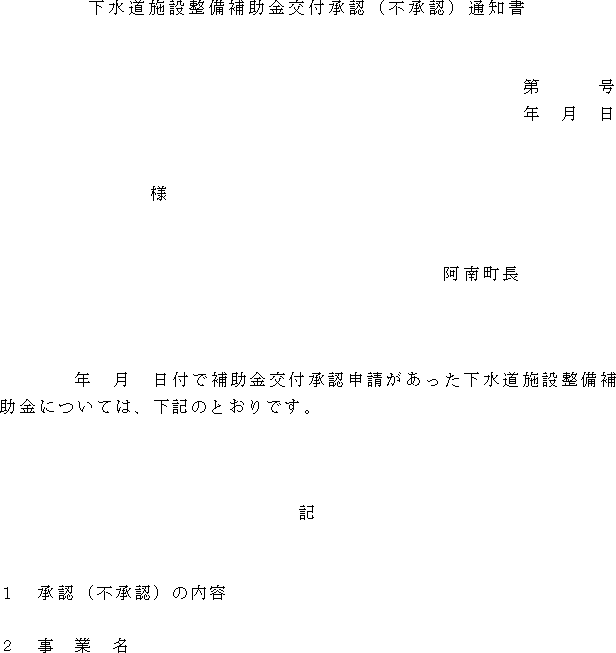 下水道施設整備補助金交付承認（不承認）通知書
第　　　号
年　月　日
様
阿南町長
年　月　日付で補助金交付承認申請があった下水道施設整備補
助金については、下記のとおりです。
記
1　承認（不承認）の内容
2　事　業　名